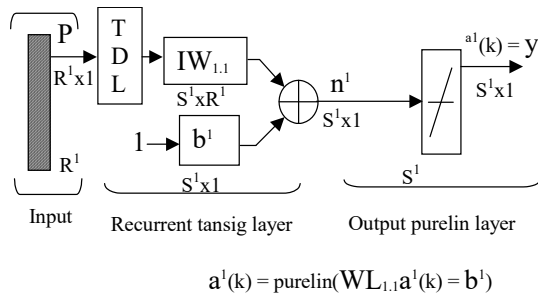 P
R¹x1
R¹
T
D
L
IW₁.₁
S¹xR¹
1
b¹
S¹x1
n¹
S¹x1
a¹(k) = y
S¹x1
S¹
Input
Recurrent tansig layer
Output purelin layer
a¹(k) = purelin(WL₁.₁a¹(k) = b¹)